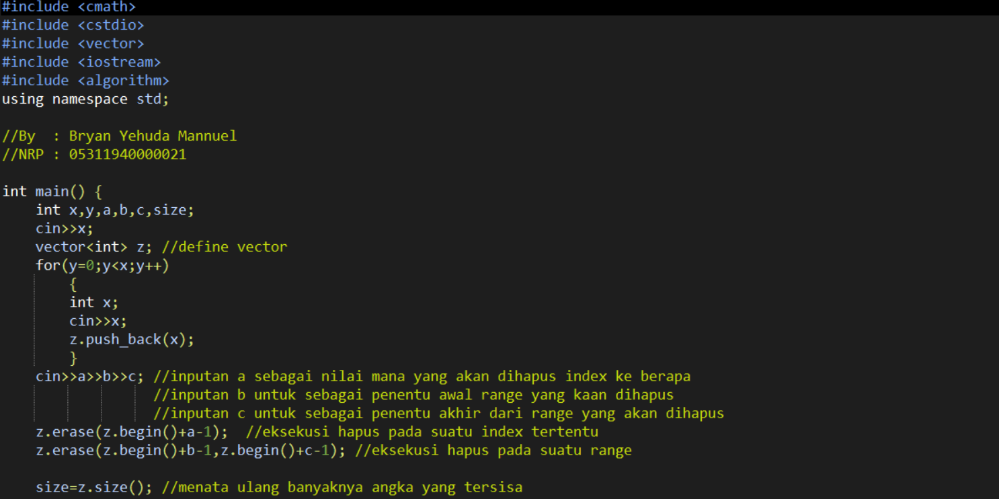 #include <cmath>
#include <cstdio>
#include <vector>
#include <iostream>
#include <algorithm>
using namespace std;

//By  : Bryan Yehuda Mannuel
//NRP : 05311940000021

int main() {
    int x,y,a,b,c,size;
    cin>>x;
    vector<int> z; //define vector
    for(y=0;y<x;y++)
        {
        int x;
        cin>>x;
        z.push_back(x);
        }
    cin>>a>>b>>c; //inputan a sebagai nilai mana yang akan dihapus index ke berapa
                  //inputan b untuk sebagai penentu awal range yang kaan dihapus
                  //inputan c untuk sebagai penentu akhir dari range yang akan dihapus
    z.erase(z.begin()+a-1);  //eksekusi hapus pada suatu index tertentu
    z.erase(z.begin()+b-1,z.begin()+c-1); //eksekusi hapus pada suatu range

    size=z.size(); //menata ulang banyaknya angka yang tersisa